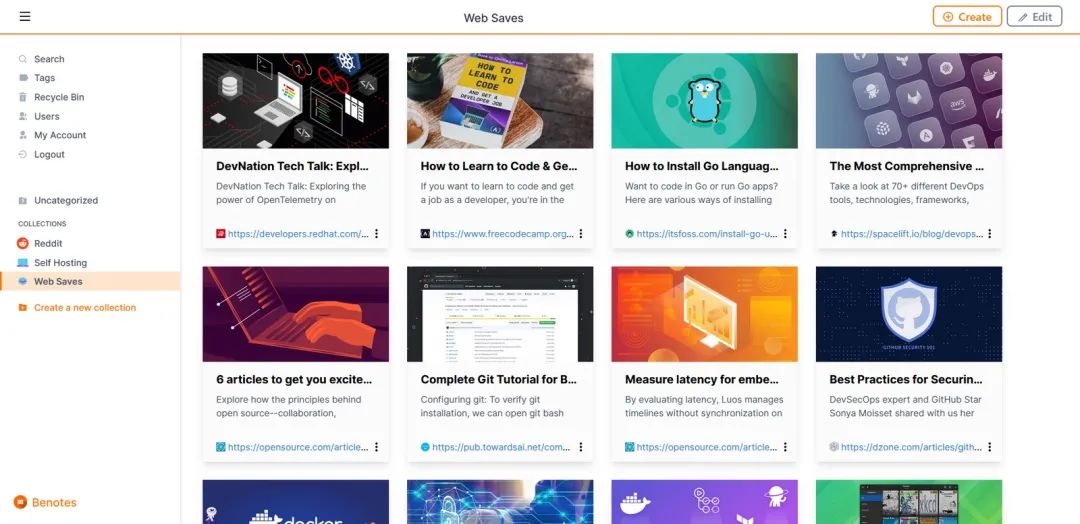 Web Saves
Create
Edit
Search
Tags
Recycle Bin
Users
My Account
Logout
Uncategorized
COLLECTIONS
Reddit
Self Hosting
Web Saves
Create a new collection
Benotes
HOW TO
LEARN TO
CODE
AND GET A
DEVELOPER JOB
aws
DevNation Tech Talk: Expl...
DevNation Tech Talk: Exploring the
power of OpenTelemetry on
https://developers.redhat.com/...
How to Learn to Code & Ge...
If you want to learn to code and get
a job as a developer, you're in the
https://www.freecodecamp.org...
How to Install Go Languag...
Want to code in Go or run Go apps?
Here are various ways of installing
https://itsfoss.com/install-go-u...
The Most Comprehensive ...
Take a look at 70+ different DevOps
tools, technologies, frameworks,
https://spacelift.io/blog/devops...
GITHUB SECURITY 101
6 articles to get you excite...
Explore how the principles behind
open source--collaboration,
https://opensource.com/article...
Complete Git Tutorial for B...
Configuring git: To verify git
installation, we can open git bash
https://pub.towardsai.net/com...
Measure latency for embe...
By evaluating latency, Luos manages
timelines without synchronization on
https://opensource.com/article...
Best Practices for Securin...
DevSecOps expert and GitHub Star
Sonya Moisset shared with us her
https://dzone.com/articles/gith...
docker